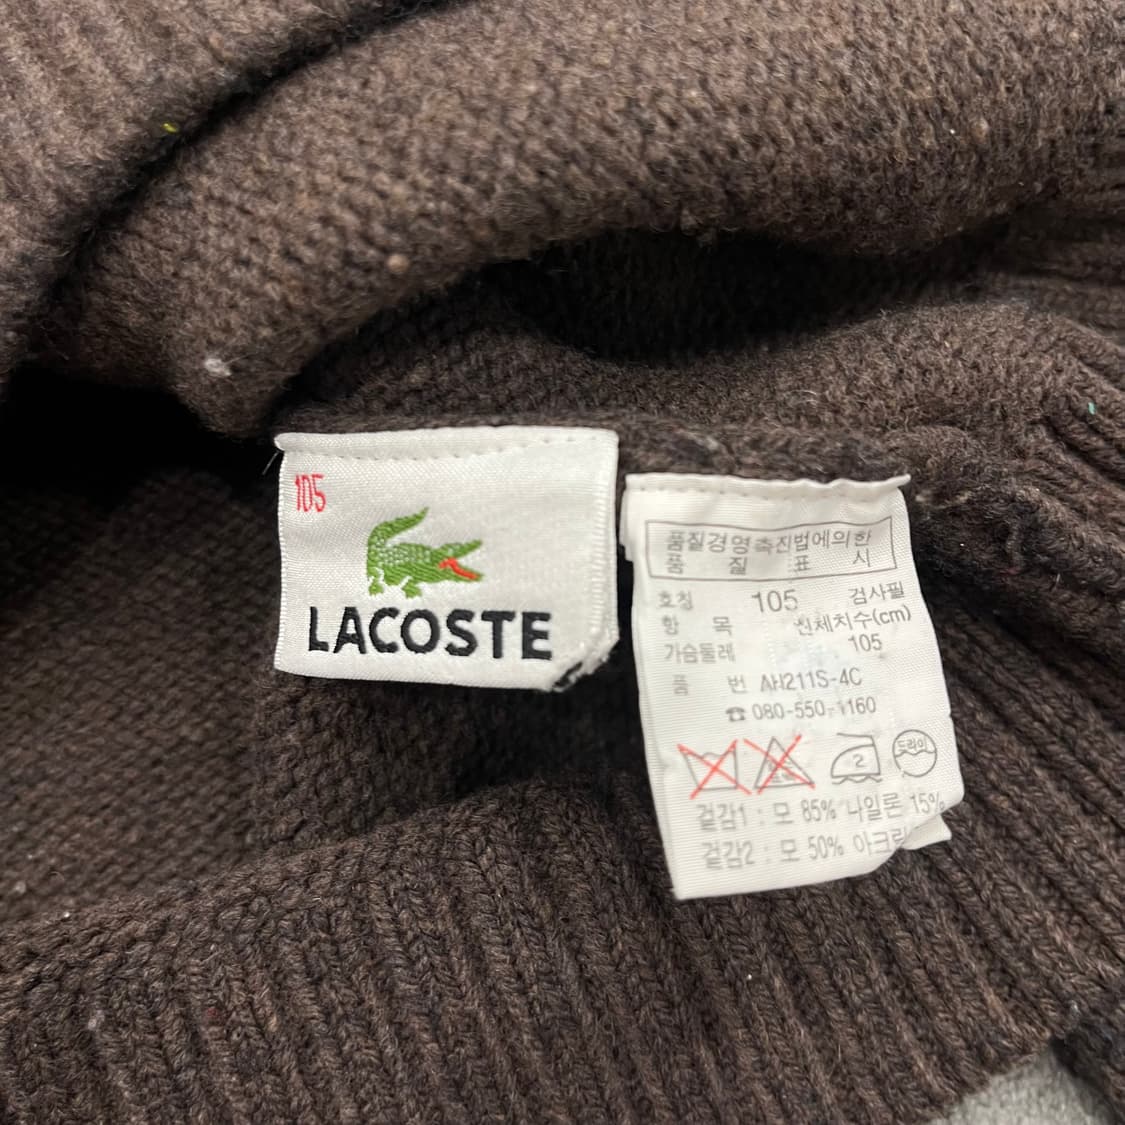 105
LACOSTE
품질경영촉진법에의한
품 질 표 시
호칭 105 검사필
항 목 신체치수(cm)
가슴둘레 105
품 번 AH211S-4C
☎ 080-550-1160
2 드라이
겉감1 : 모 85% 나일론 15%
겉감2 : 모 50% 아크릴